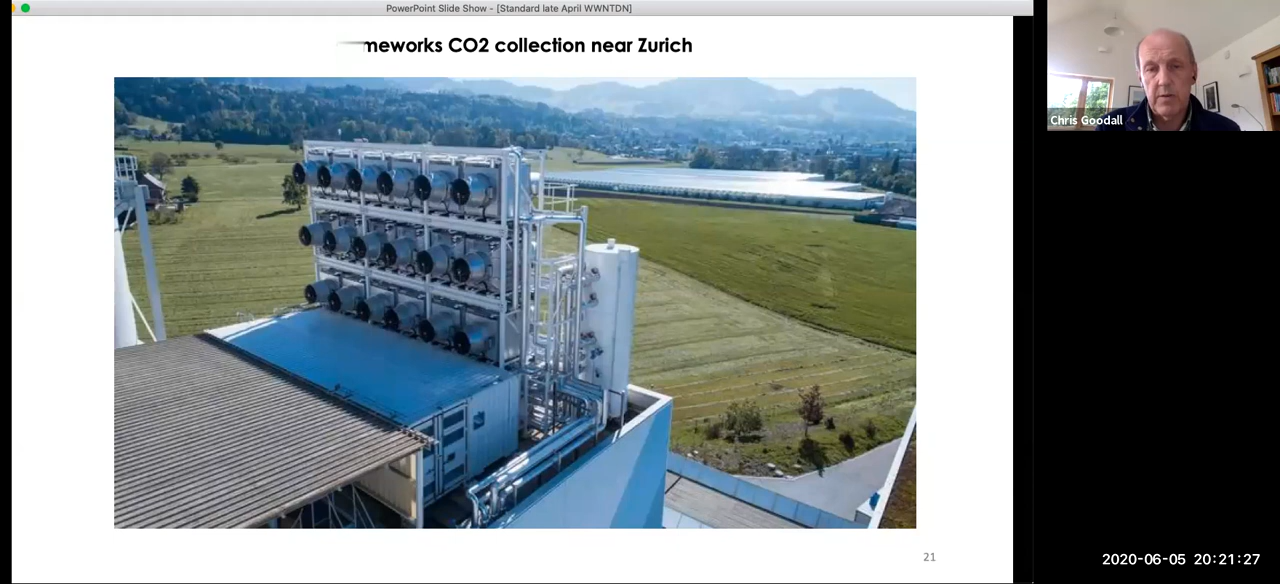 PowerPoint Slide Show - [Standard late April WWNTDN]
meworks CO2 collection near Zurich
Chris Goodall
21
2020-06-05 20:21:27